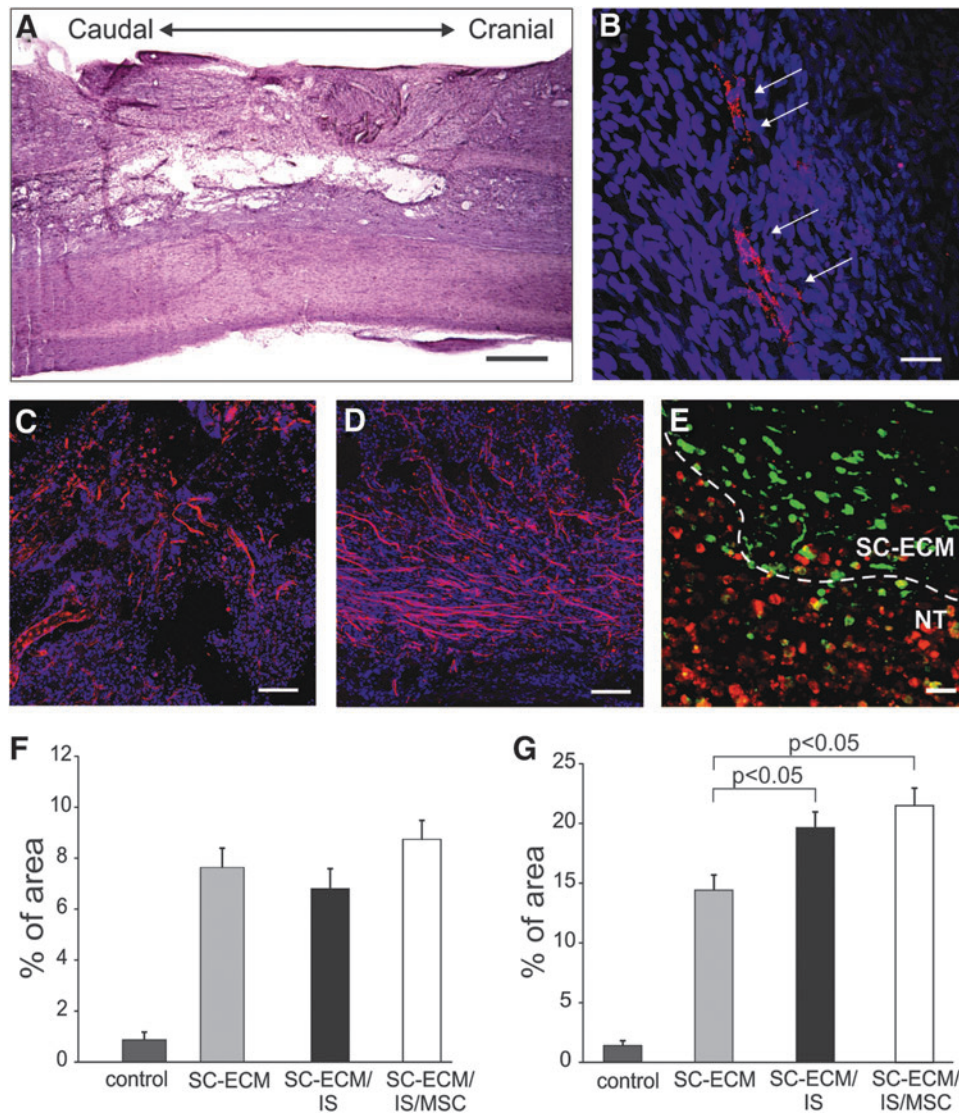 A
Caudal
Cranial
B
C
D
E
SC-ECM
NT
F
% of area
12
10
8
6
4
2
0
control
SC-ECM
SC-ECM/
IS
SC-ECM/
IS/MSC
G
p<0.05
p<0.05
% of area
25
20
15
10
5
0
control
SC-ECM
SC-ECM/
IS
SC-ECM/
IS/MSC